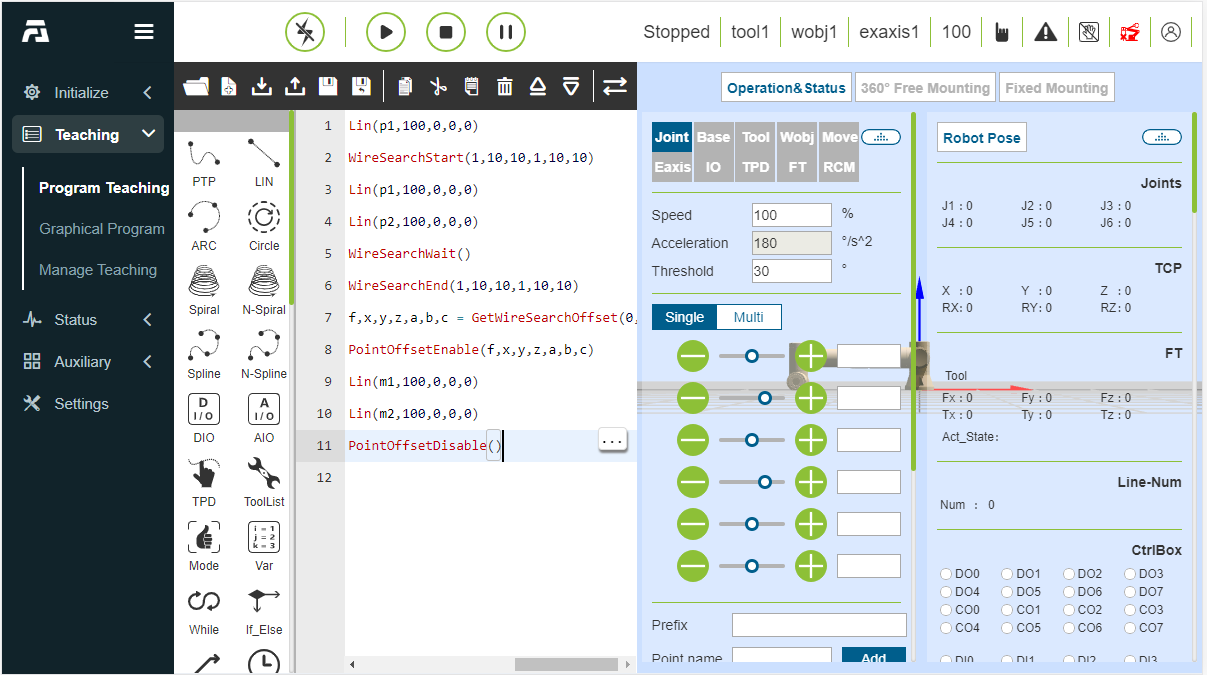 Stopped tool1 wobj1 exaxis1 100
Initialize
Teaching
Program Teaching
Graphical Program
Manage Teaching
Status
Auxiliary
Settings
PTP LIN
ARC Circle
Spiral N-Spiral
Spline N-Spline
D I/O A I/O
DIO AIO
TPD ToolList
i = 1
j = 2
k = 3
Mode Var
While If_Else
1 Lin(p1,100,0,0,0)
2 WireSearchStart(1,10,10,1,10,10)
3 Lin(p1,100,0,0,0)
4 Lin(p2,100,0,0,0)
5 WireSearchWait()
6 WireSearchEnd(1,10,10,1,10,10)
7 f,x,y,z,a,b,c = GetWireSearchOffset(0,
8 PointOffsetEnable(f,x,y,z,a,b,c)
9 Lin(m1,100,0,0,0)
10 Lin(m2,100,0,0,0)
11 PointOffsetDisable()
...
12
Operation&Status 360° Free Mounting Fixed Mounting
Joint Base Tool Wobj Move
Eaxis IO TPD FT RCM
Speed 100 %
Acceleration 180 °/s^2
Threshold 30 °
Single Multi
Prefix
Point name Add
Robot Pose
Joints
J1 : 0 J2 : 0 J3 : 0
J4 : 0 J5 : 0 J6 : 0
TCP
X : 0 Y : 0 Z : 0
RX: 0 RY: 0 RZ: 0
FT
Tool
Fx : 0 Fy : 0 Fz : 0
Tx : 0 Ty : 0 Tz : 0
Act_State:
Line-Num
Num : 0
CtrlBox
DO0 DO1 DO2 DO3
DO4 DO5 DO6 DO7
CO0 CO1 CO2 CO3
CO4 CO5 CO6 CO7
DI0 DI1 DI2 DI3